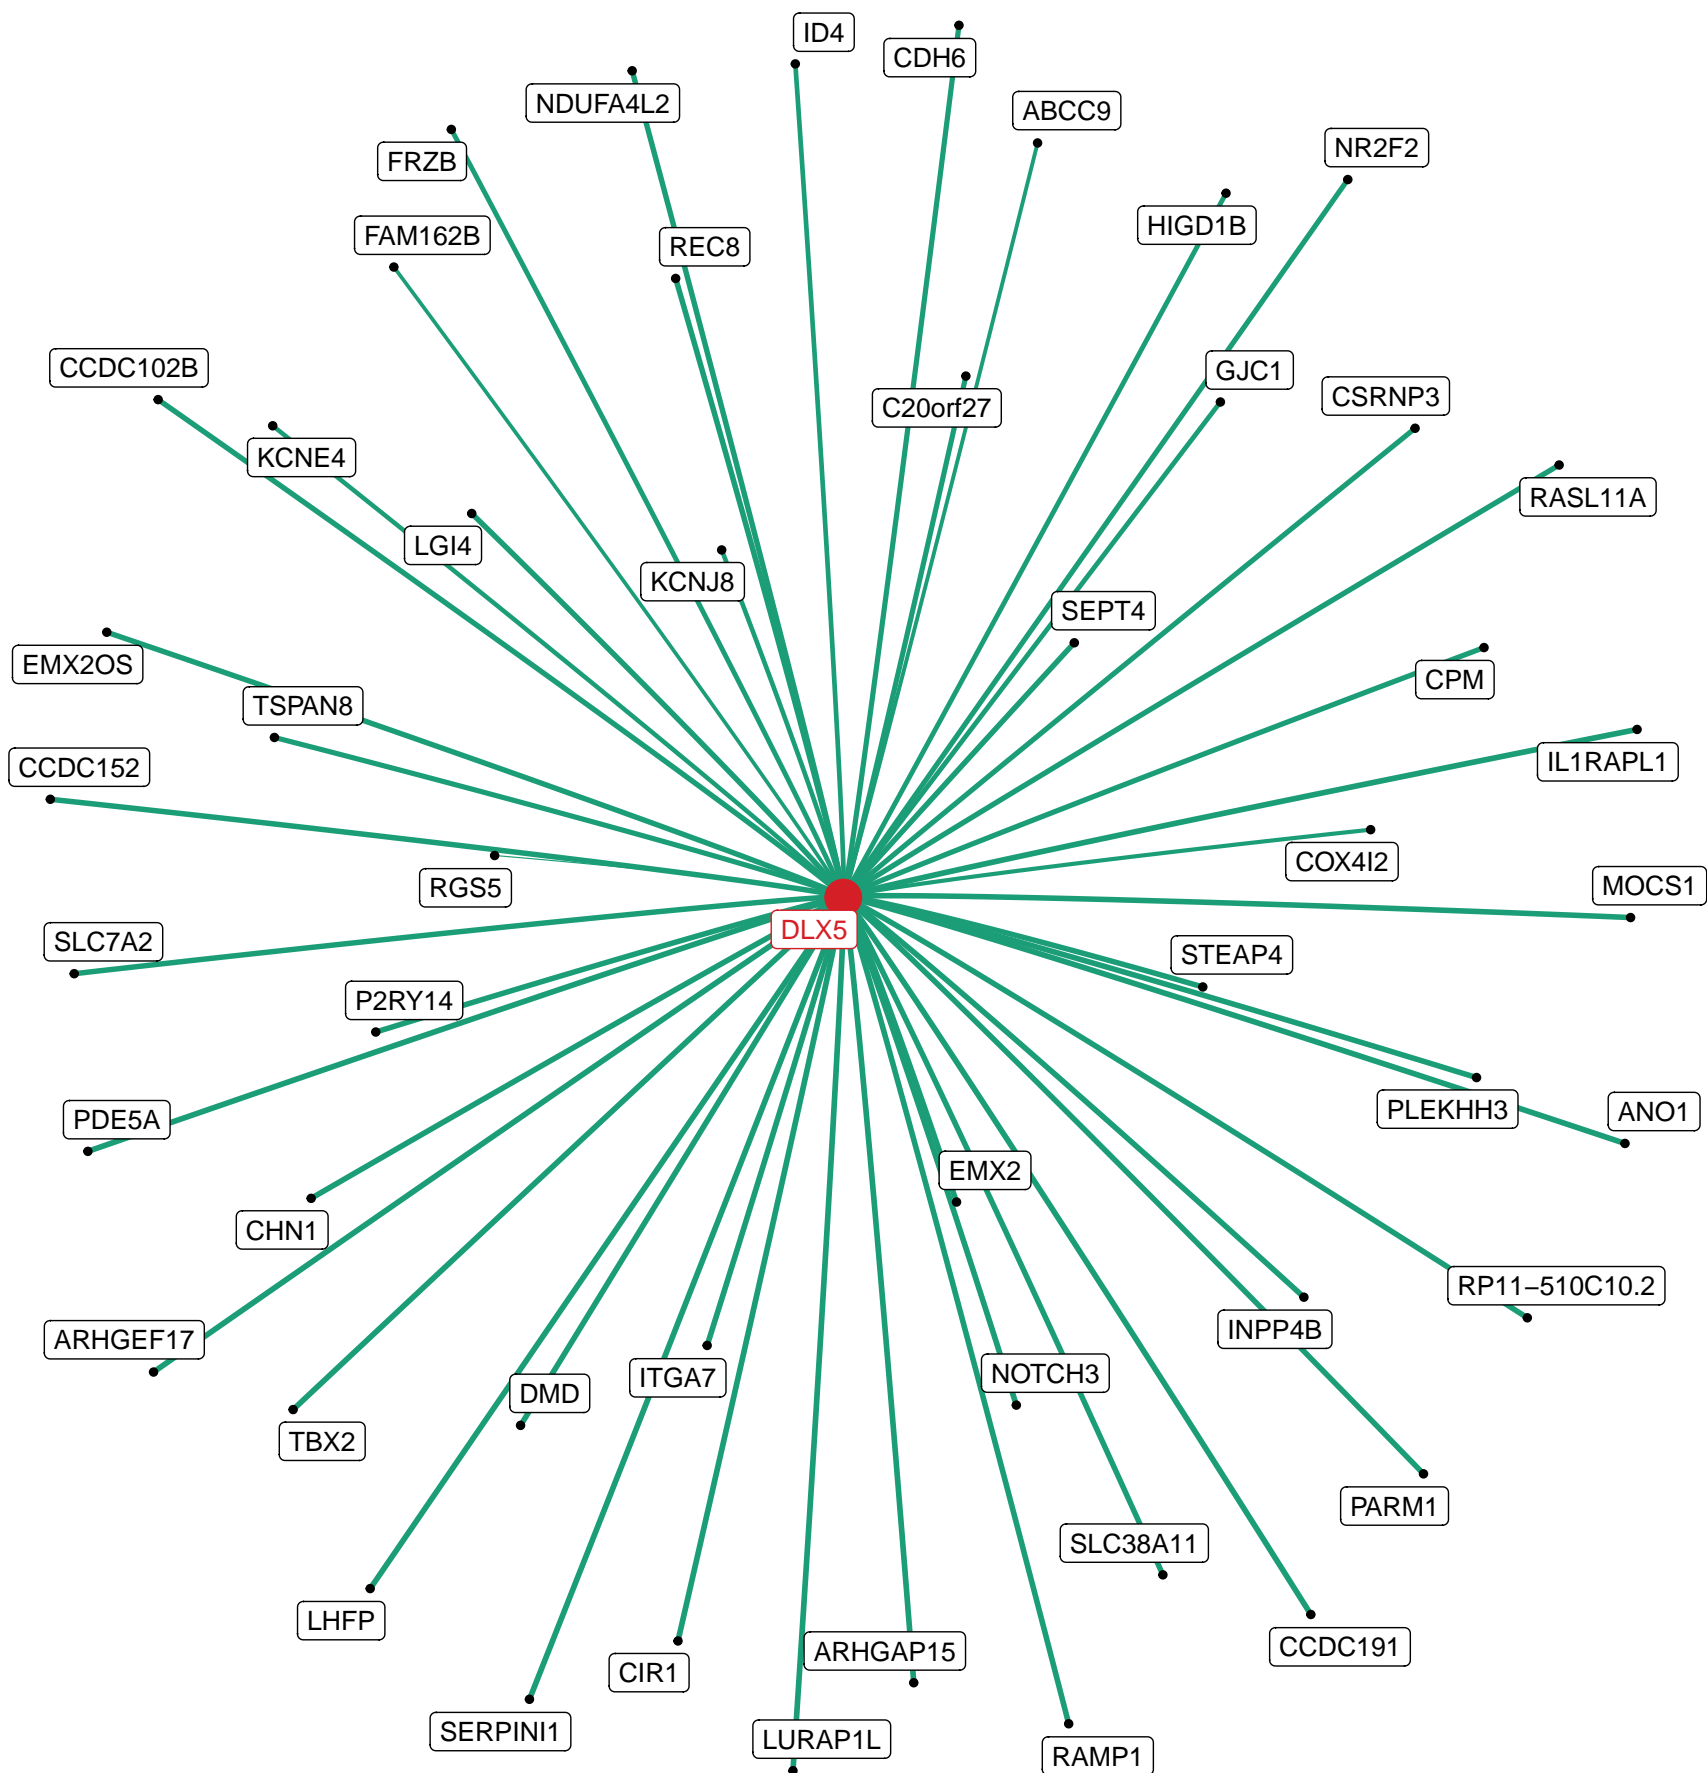 ID4
CDH6
NDUFA4L2
ABCC9
NR2F2
FRZB
HIGD1B
FAM162B
REC8
CCDC102B
GJC1
CSRNP3
C20orf27
KCNE4
RASL11A
LGI4
KCNJ8
SEPT4
EMX2OS
CPM
TSPAN8
IL1RAPL1
CCDC152
COX4I2
RGS5
MOCS1
DLX5
SLC7A2
STEAP4
P2RY14
PLEKHH3
ANO1
PDE5A
EMX2
CHN1
RP11−510C10.2
INPP4B
ARHGEF17
NOTCH3
ITGA7
DMD
TBX2
PARM1
SLC38A11
LHFP
CCDC191
ARHGAP15
CIR1
SERPINI1
LURAP1L
RAMP1